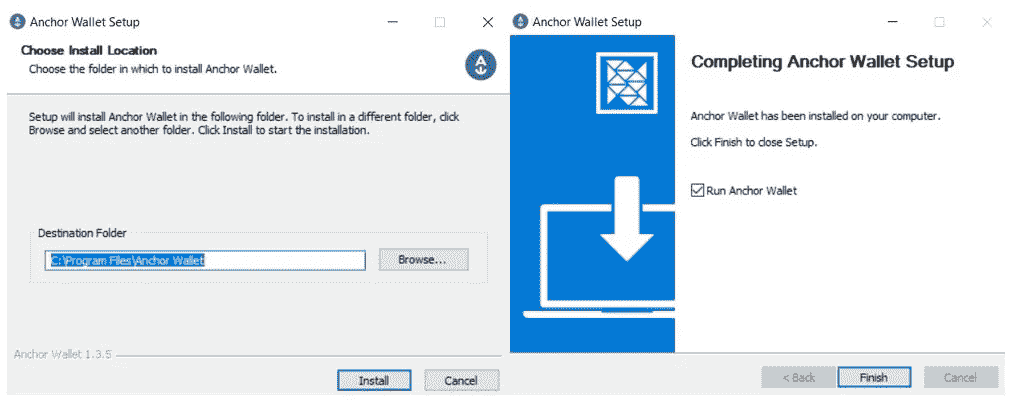 Anchor Wallet Setup
Choose Install Location
Choose the folder in which to install Anchor Wallet.
Setup will install Anchor Wallet in the following folder. To install in a different folder, click
Browse and select another folder. Click Install to start the installation.
Destination Folder
C:\Program Files\Anchor Wallet
Browse...
Anchor Wallet 1.3.5
Install
Cancel
Anchor Wallet Setup
Completing Anchor Wallet Setup
Anchor Wallet has been installed on your computer.
Click Finish to close Setup.
Run Anchor Wallet
< Back
Finish
Cancel